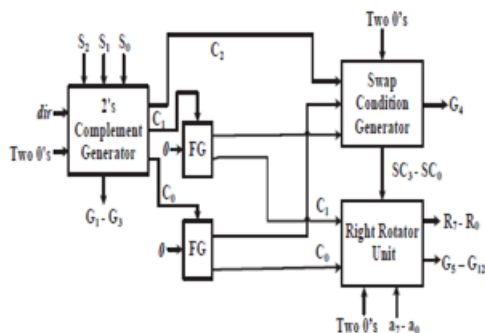 Two 0's
S₂ S₁ S₀
C₂
dir
Two 0's
2's
Complement
Generator
C₁
0
FG
Swap
Condition
Generator
G₄
C₀
G₁ - G₃
SC₃ - SC₀
0
FG
C₁
C₀
Right Rotator
Unit
R₇ - R₀
G₅ - G₁₂
Two 0's
a₇ - a₀